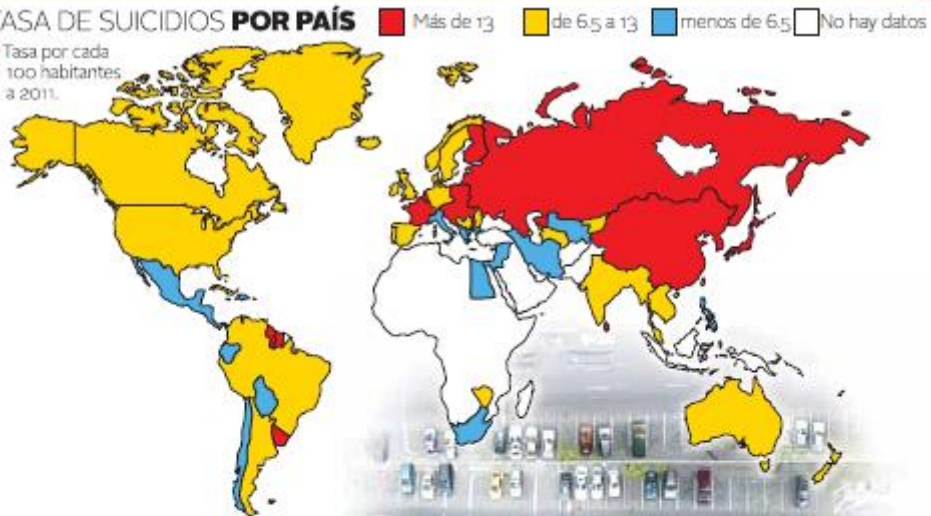 TASA DE SUICIDIOS POR PAÍS
Más de 13
de 6.5 a 13
menos de 6.5
No hay datos
Tasa por cada
100 habitantes
a 2011.